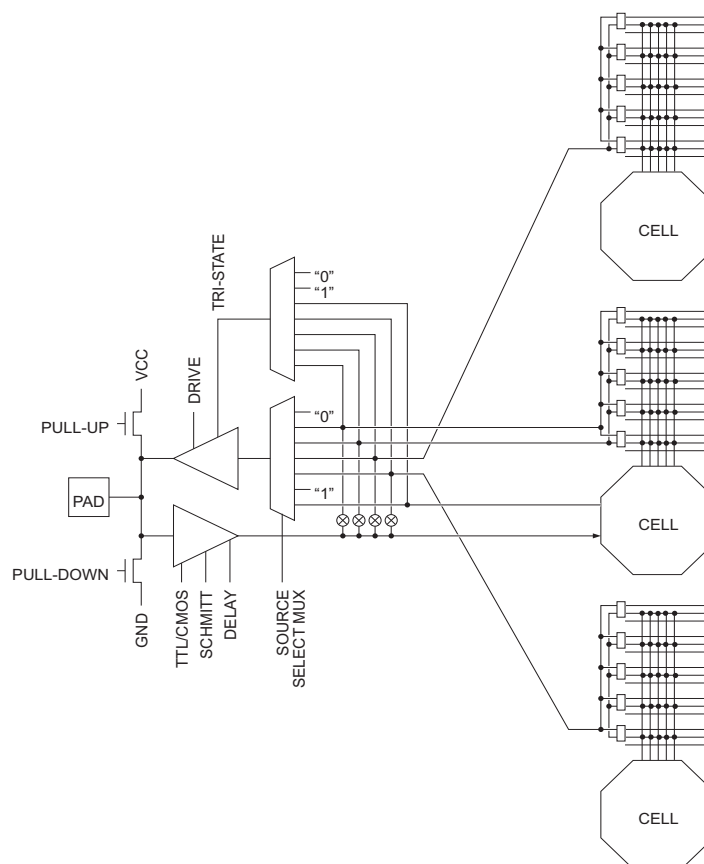 CELL
TRI-STATE
"0"
"1"
VCC
DRIVE
PULL-UP
"0"
PAD
"1"
CELL
PULL-DOWN
GND
TTL/CMOS
SCHMITT
DELAY
SOURCE
SELECT MUX
CELL